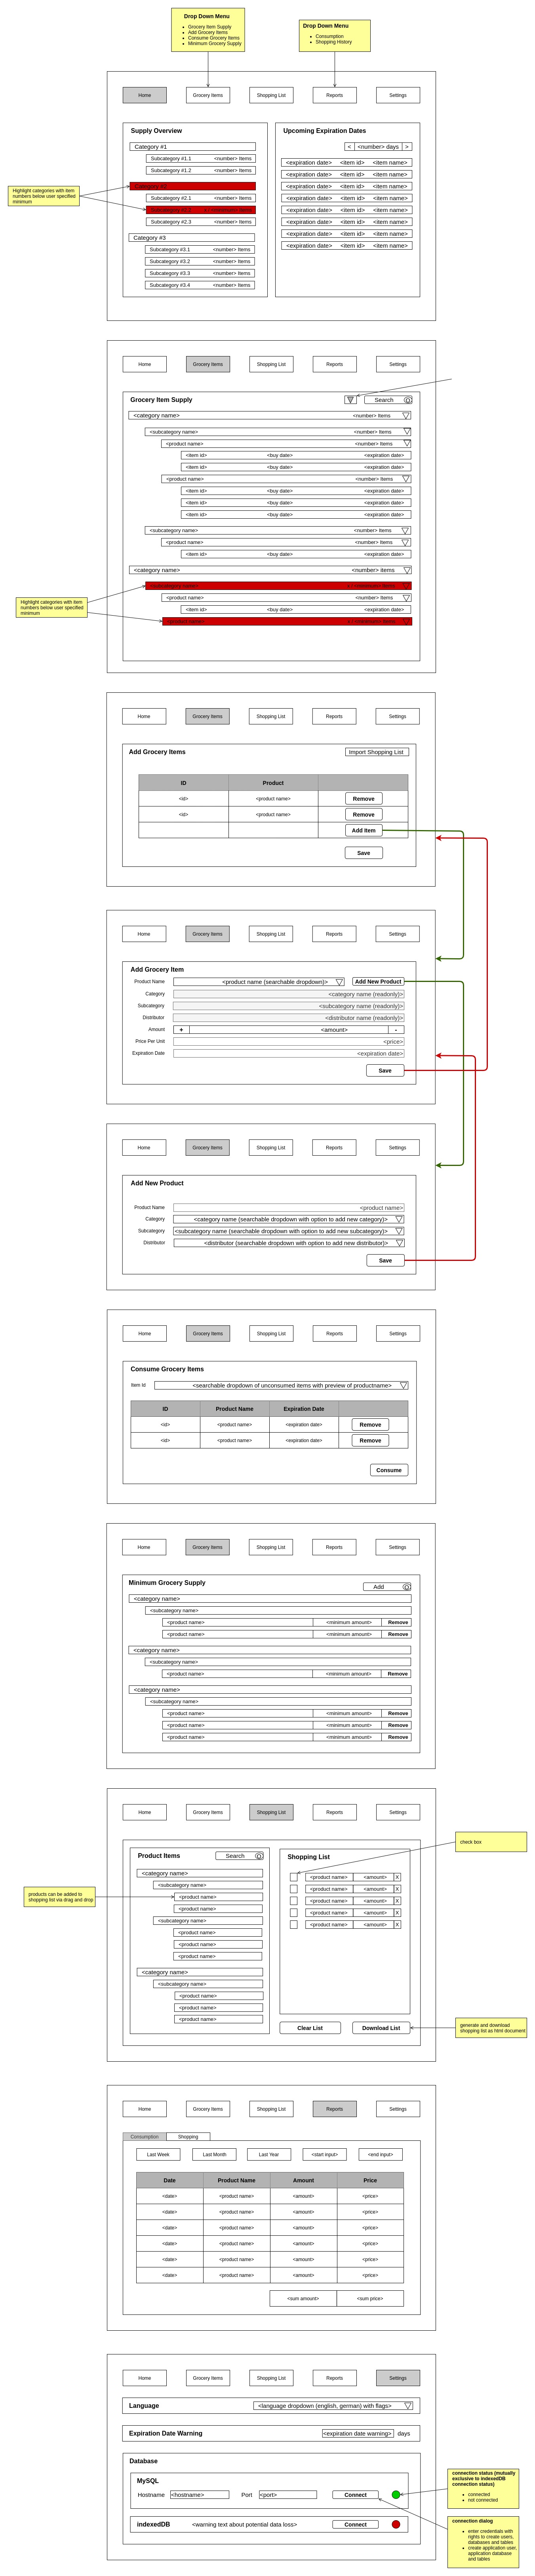 Drop Down Menu
Grocery Item Supply
Add Grocery Items
Consume Grocery Items
Minimum Grocery Supply
Drop Down Menu
Consumption
Shopping History
Home
Grocery Items
Shopping List
Reports
Settings
Supply Overview
Category #1
Subcategory #1.1 <number> Items
Subcategory #1.2 <number> Items
Category #2
Subcategory #2.1 <number> Items
Subcategory #2.3 <number> Items
Category #3
Subcategory #3.1 <number> Items
Subcategory #3.2 <number> Items
Subcategory #3.3 <number> Items
Subcategory #3.4 <number> Items
Upcoming Expiration Dates
< <number> days >
<expiration date> <item id> <item name>
<expiration date> <item id> <item name>
<expiration date> <item id> <item name>
<expiration date> <item id> <item name>
<expiration date> <item id> <item name>
<expiration date> <item id> <item name>
<expiration date> <item id> <item name>
<expiration date> <item id> <item name>
Highlight categories with item
numbers below user specified
minimum
Home
Grocery Items
Shopping List
Reports
Settings
Grocery Item Supply
Search
<category name> <number> Items
<subcategory name> <number> Items
<product name> <number> Items
<item id> <buy date> <expiration date>
<item id> <buy date> <expiration date>
<product name> <number> Items
<item id> <buy date> <expiration date>
<item id> <buy date> <expiration date>
<item id> <buy date> <expiration date>
<subcategory name> <number> Items
<product name> <number> Items
<item id> <buy date> <expiration date>
<category name> <number> Items
<subcategory name>
<product name> <number> Items
<item id> <buy date> <expiration date>
<product name>
Highlight categories with item
numbers below user specified
minimum
Home
Grocery Items
Shopping List
Reports
Settings
Add Grocery Items
Import Shopping List
ID Product
<id> <product name> Remove
<id> <product name> Remove
Add Item
Save
Home
Grocery Items
Shopping List
Reports
Settings
Add Grocery Item
Product Name <product name (searchable dropdown)> Add New Product
Category <category name (readonly)>
Subcategory <subcategory name (readonly)>
Distributor <distributor name (readonly)>
Amount + <amount> -
Price Per Unit <price>
Expiration Date <expiration date>
Save
Home
Grocery Items
Shopping List
Reports
Settings
Add New Product
Product Name <product name>
Category <category name (searchable dropdown with option to add new category)>
Subcategory <subcategory name (searchable dropdown with option to add new subcategory)>
Distributor <distributor (searchable dropdown with option to add new distributor)>
Save
Home
Grocery Items
Shopping List
Reports
Settings
Consume Grocery Items
Item Id <searchable dropdown of unconsumed items with preview of productname>
ID Product Name Expiration Date
<id> <product name> <expiration date> Remove
<id> <product name> <expiration date> Remove
Consume
Home
Grocery Items
Shopping List
Reports
Settings
Minimum Grocery Supply
Add
<category name>
<subcategory name>
<product name> <minimum amount> Remove
<product name> <minimum amount> Remove
<category name>
<subcategory name>
<product name> <minimum amount> Remove
<category name>
<subcategory name>
<product name> <minimum amount> Remove
<product name> <minimum amount> Remove
<product name> <minimum amount> Remove
Home
Grocery Items
Shopping List
Reports
Settings
Product Items
Search
<category name>
<subcategory name>
<product name>
<product name>
<subcategory name>
<product name>
<product name>
<product name>
<category name>
<subcategory name>
<product name>
<product name>
<product name>
Shopping List
<product name> <amount> X
<product name> <amount> X
<product name> <amount> X
<product name> <amount> X
<product name> <amount> X
Clear List
Download List
check box
products can be added to
shopping list via drag and drop
generate and download
shopping list as html document
Home
Grocery Items
Shopping List
Reports
Settings
Consumption
Shopping
Last Week
Last Month
Last Year
<start input>
<end input>
Date Product Name Amount Price
<date> <product name> <amount> <price>
<date> <product name> <amount> <price>
<date> <product name> <amount> <price>
<date> <product name> <amount> <price>
<date> <product name> <amount> <price>
<date> <product name> <amount> <price>
<sum amount> <sum price>
Home
Grocery Items
Shopping List
Reports
Settings
Language <language dropdown (english, german) with flags>
Expiration Date Warning <expiration date warning> days
Database
MySQL
Hostname <hostname> Port <port> Connect
indexedDB <warning text about potential data loss> Connect
connection status (mutually
exclusive to indexedDB
connection status)
connected
not connected
connection dialog
enter credentials with
rights to create users,
databases and tables
create application user,
application database
and tables